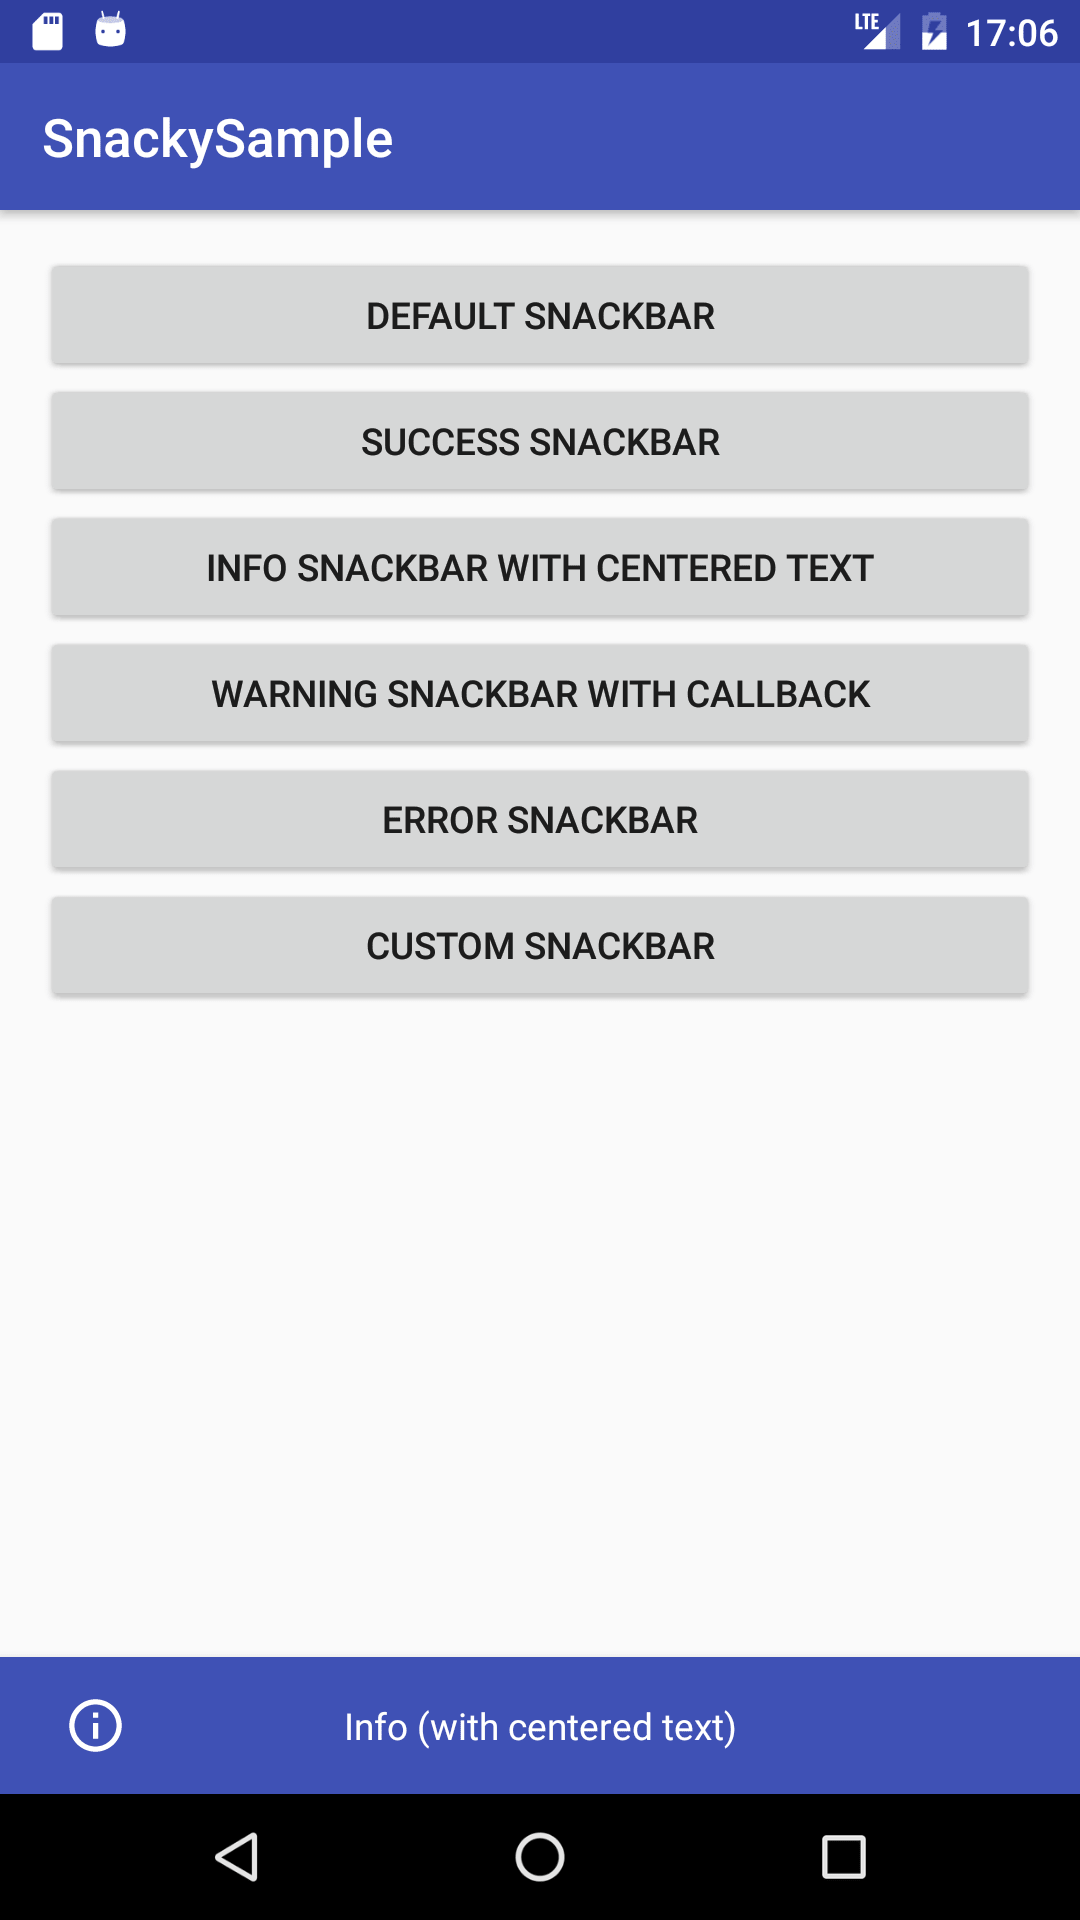 LTE 17:06
SnackySample
DEFAULT SNACKBAR
SUCCESS SNACKBAR
INFO SNACKBAR WITH CENTERED TEXT
WARNING SNACKBAR WITH CALLBACK
ERROR SNACKBAR
CUSTOM SNACKBAR
Info (with centered text)